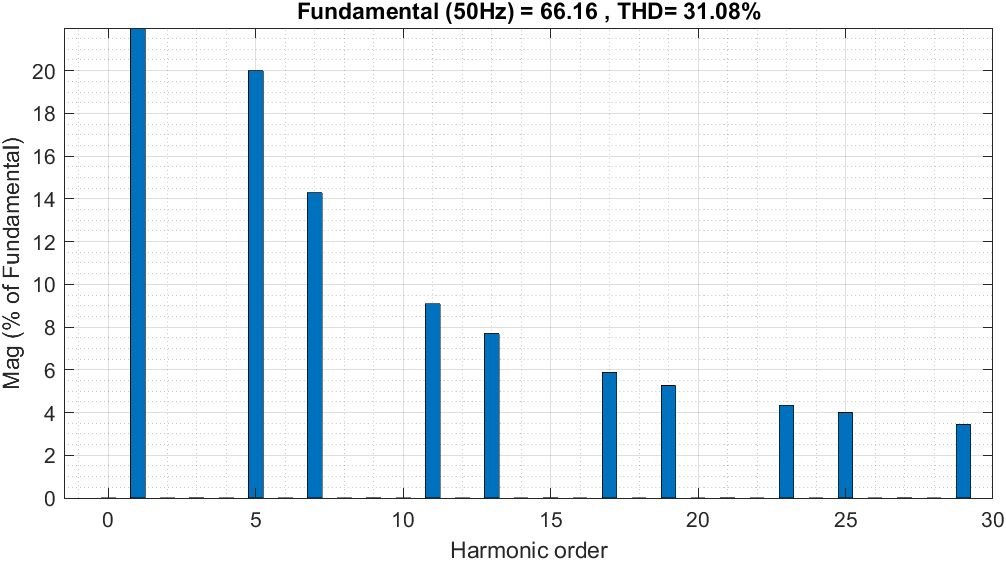 Fundamental (50Hz) = 66.16 , THD= 31.08%
Mag (% of Fundamental)
20
18
16
14
12
10
8
6
4
2
0
0 5 10 15 20 25 30
Harmonic order